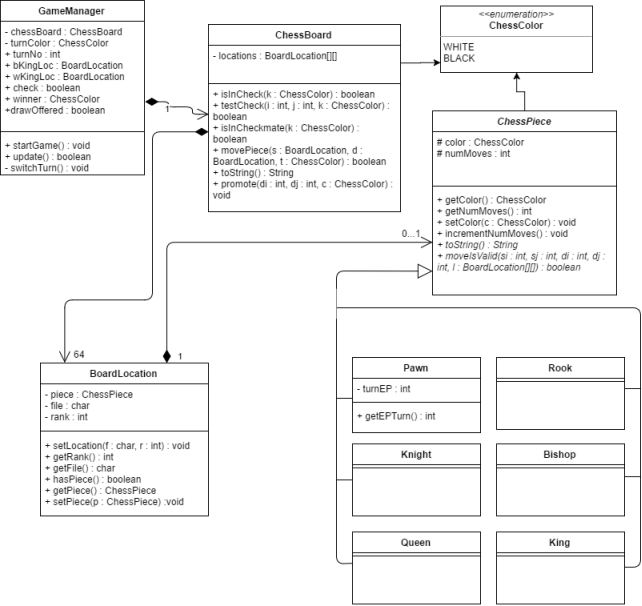 GameManager
- chessBoard : ChessBoard
- turnColor : ChessColor
+ turnNo : int
+ bKingLoc : BoardLocation
+ wKingLoc : BoardLocation
+ check : boolean
+ winner : ChessColor
+drawOffered : boolean
+ startGame() : void
+ update() : boolean
- switchTurn() : void
1
ChessBoard
- locations : BoardLocation[][]
+ isInCheck(k : ChessColor) : boolean
+ testCheck(i : int, j : int, k : ChessColor) :
boolean
+ isInCheckmate(k : ChessColor) :
boolean
+ movePiece(s : BoardLocation, d :
BoardLocation, t : ChessColor) : boolean
+ toString() : String
+ promote(di : int, dj : int, c : ChessColor) :
void
<<enumeration>>
ChessColor
WHITE
BLACK
ChessPiece
# color : ChessColor
# numMoves : int
+ getColor() : ChessColor
+ getNumMoves() : int
+ setColor(c : ChessColor) : void
+ incrementNumMoves() : void
+ toString() : String
+ moveIsValid(si : int, sj : int, di : int, dj :
int, l : BoardLocation[][]) : boolean
0...1
64
1
BoardLocation
- piece : ChessPiece
- file : char
- rank : int
+ setLocation(f : char, r : int) : void
+ getRank() : int
+ getFile() : char
+ hasPiece() : boolean
+ getPiece() : ChessPiece
+ setPiece(p : ChessPiece) :void
Pawn
- turnEP : int
+ getEPTurn() : int
Rook
Knight
Bishop
Queen
King